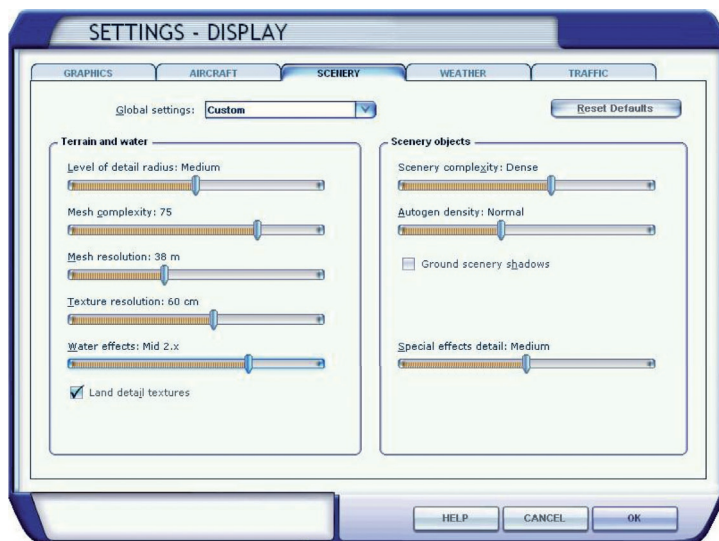 SETTINGS - DISPLAY
GRAPHICS AIRCRAFT SCENERY WEATHER TRAFFIC
Global settings: Custom Reset Defaults
Terrain and water
Level of detail radius: Medium
Mesh complexity: 75
Mesh resolution: 38 m
Texture resolution: 60 cm
Water effects: Mid 2.x
Land detail textures
Scenery objects
Scenery complexity: Dense
Autogen density: Normal
Ground scenery shadows
Special effects detail: Medium
HELP CANCEL OK